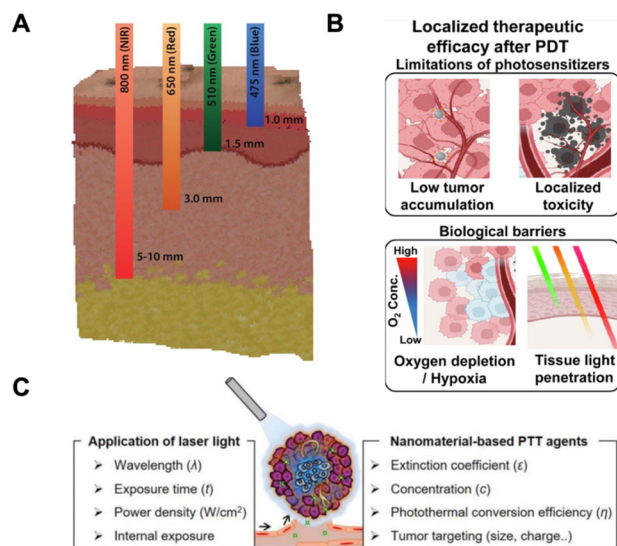 A
800 nm (NIR)
650 nm (Red)
510 nm (Green)
475 nm (Blue)
1.0 mm
1.5 mm
3.0 mm
5-10 mm
B
Localized therapeutic
efficacy after PDT
Limitations of photosensitizers
Low tumor
accumulation
Localized
toxicity
Biological barriers
High
O₂ Conc.
Low
Oxygen depletion
/ Hypoxia
Tissue light
penetration
C
Application of laser light
➤ Wavelength (λ)
➤ Exposure time (t)
➤ Power density (W/cm²)
➤ Internal exposure
Nanomaterial-based PTT agents
➤ Extinction coefficient (ε)
➤ Concentration (c)
➤ Photothermal conversion efficiency (η)
➤ Tumor targeting (size, charge..)